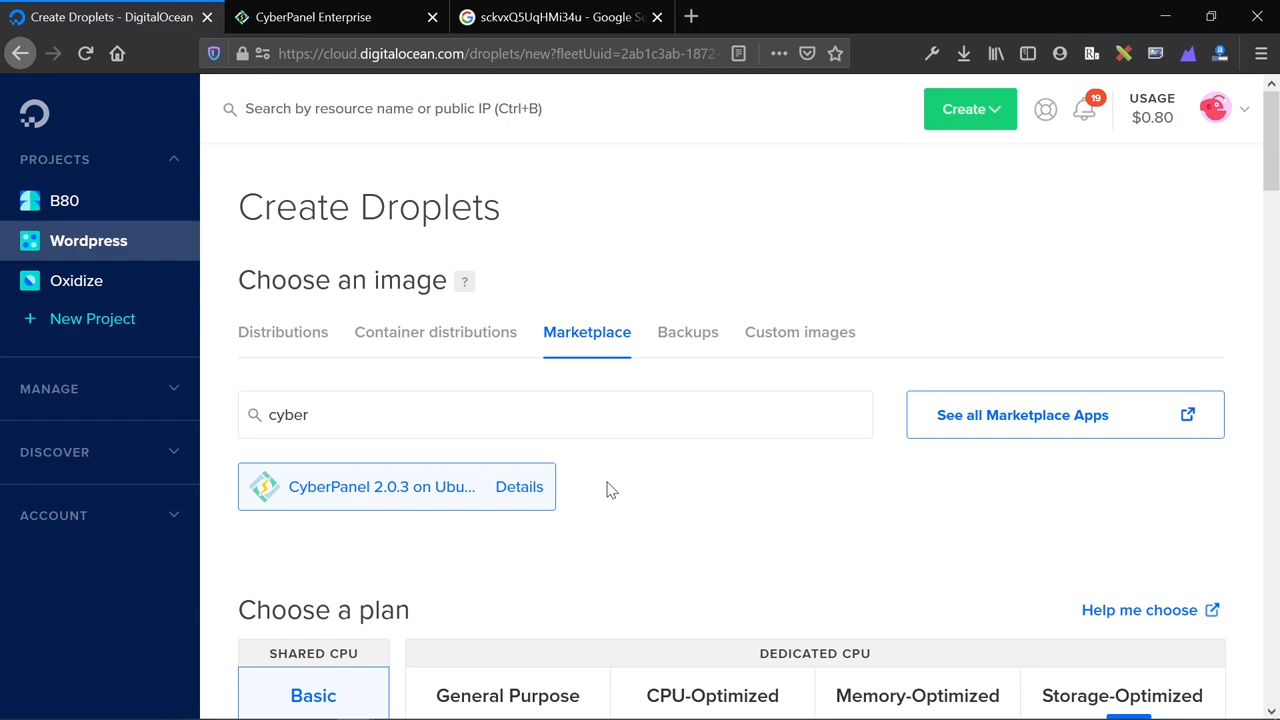 Create Droplets - DigitalOcean
CyberPanel Enterprise
sckvxQ5UqHMi34u - Google Se
https://cloud.digitalocean.com/droplets/new?fleetUuid=2ab1c3ab-1872-
Search by resource name or public IP (Ctrl+B)
Create
19
USAGE
$0.80
PROJECTS
B80
Wordpress
Oxidize
+ New Project
MANAGE
DISCOVER
ACCOUNT
Create Droplets
Choose an image ?
Distributions Container distributions Marketplace Backups Custom images
cyber
See all Marketplace Apps
CyberPanel 2.0.3 on Ubu... Details
Choose a plan
Help me choose
SHARED CPU
DEDICATED CPU
Basic
General Purpose
CPU-Optimized
Memory-Optimized
Storage-Optimized